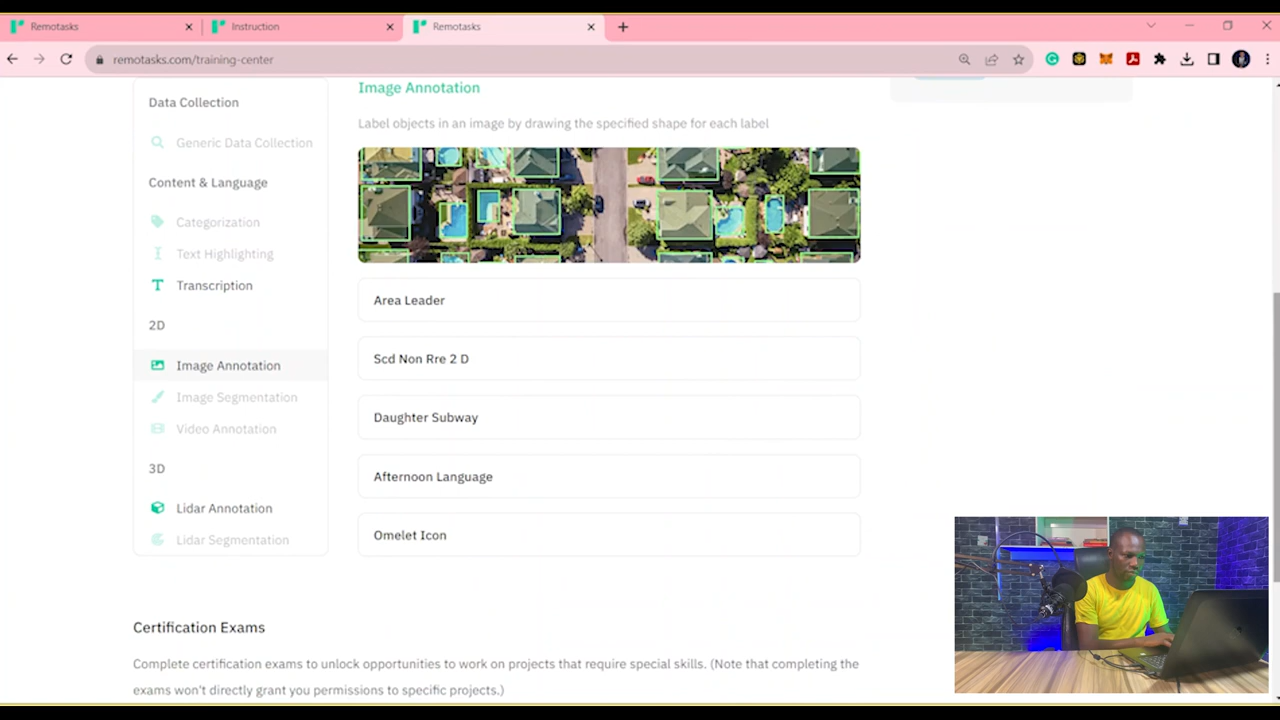 Remotasks
Instruction
Remotasks
remotasks.com/training-center
Data Collection
Generic Data Collection
Content & Language
Categorization
Text Highlighting
Transcription
2D
Image Annotation
Image Segmentation
Video Annotation
3D
Lidar Annotation
Lidar Segmentation
Image Annotation
Label objects in an image by drawing the specified shape for each label
Area Leader
Scd Non Rre 2 D
Daughter Subway
Afternoon Language
Omelet Icon
Certification Exams
Complete certification exams to unlock opportunities to work on projects that require special skills. (Note that completing the
exams won't directly grant you permissions to specific projects.)